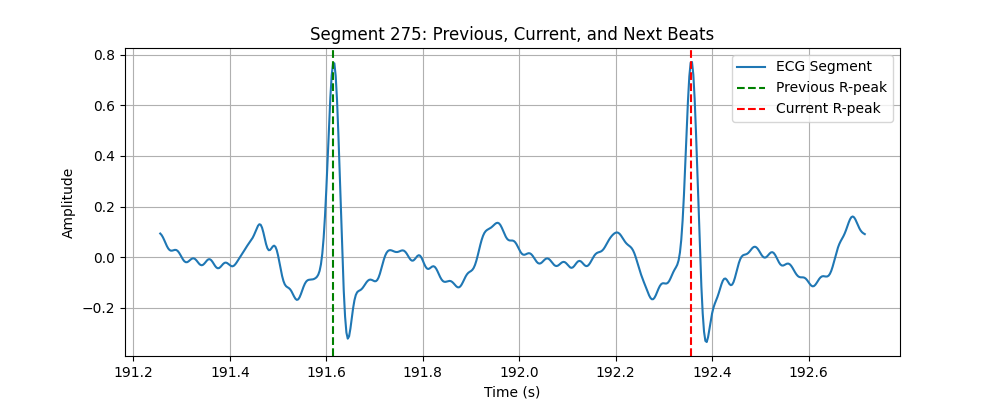 Segment 275: Previous, Current, and Next Beats
ECG Segment
Previous R-peak
Current R-peak
Amplitude
0.8
0.6
0.4
0.2
0.0
−0.2
191.2 191.4 191.6 191.8 192.0 192.2 192.4 192.6
Time (s)